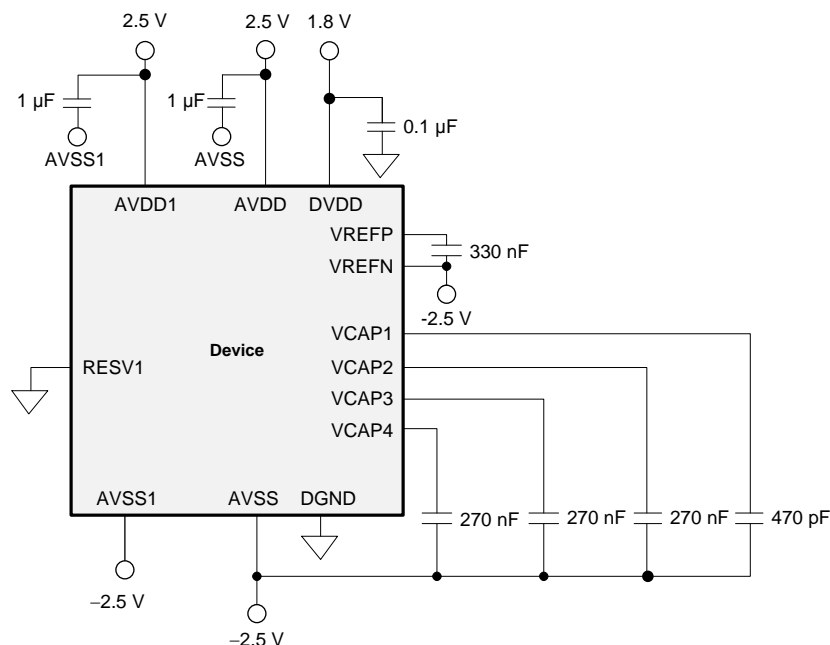 2.5 V
2.5 V
1.8 V
1 µF
1 µF
0.1 µF
AVSS1
AVSS
AVDD1
AVDD
DVDD
VREFP
330 nF
VREFN
-2.5 V
VCAP1
Device
RESV1
VCAP2
VCAP3
VCAP4
AVSS1
AVSS
DGND
270 nF
270 nF
270 nF
470 pF
–2.5 V
–2.5 V